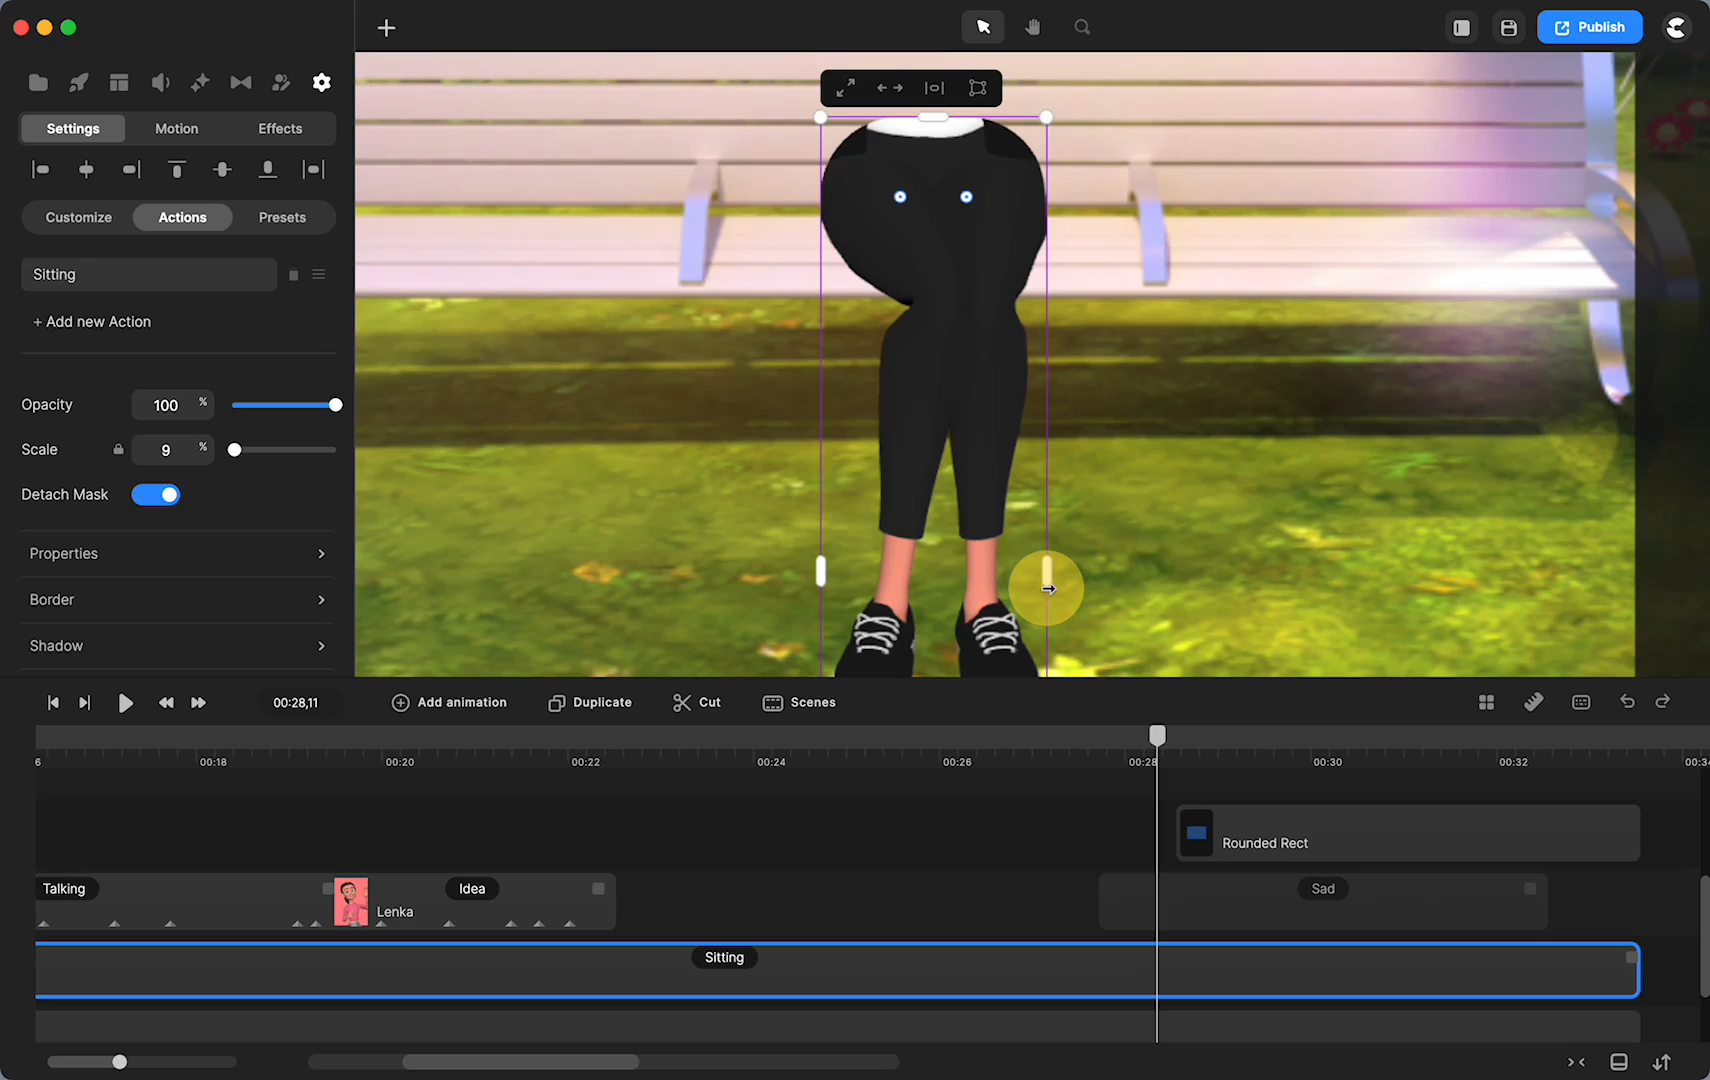 Publish
Settings
Motion
Effects
Customize
Actions
Presets
Sitting
+ Add new Action
Opacity
100
%
Scale
9
%
Detach Mask
Properties
Border
Shadow
00:28,11
Add animation
Duplicate
Cut
Scenes
6
00:18
00:20
00:22
00:24
00:26
00:28
00:30
00:32
00:34
Rounded Rect
Talking
Lenka
Idea
Sad
Sitting